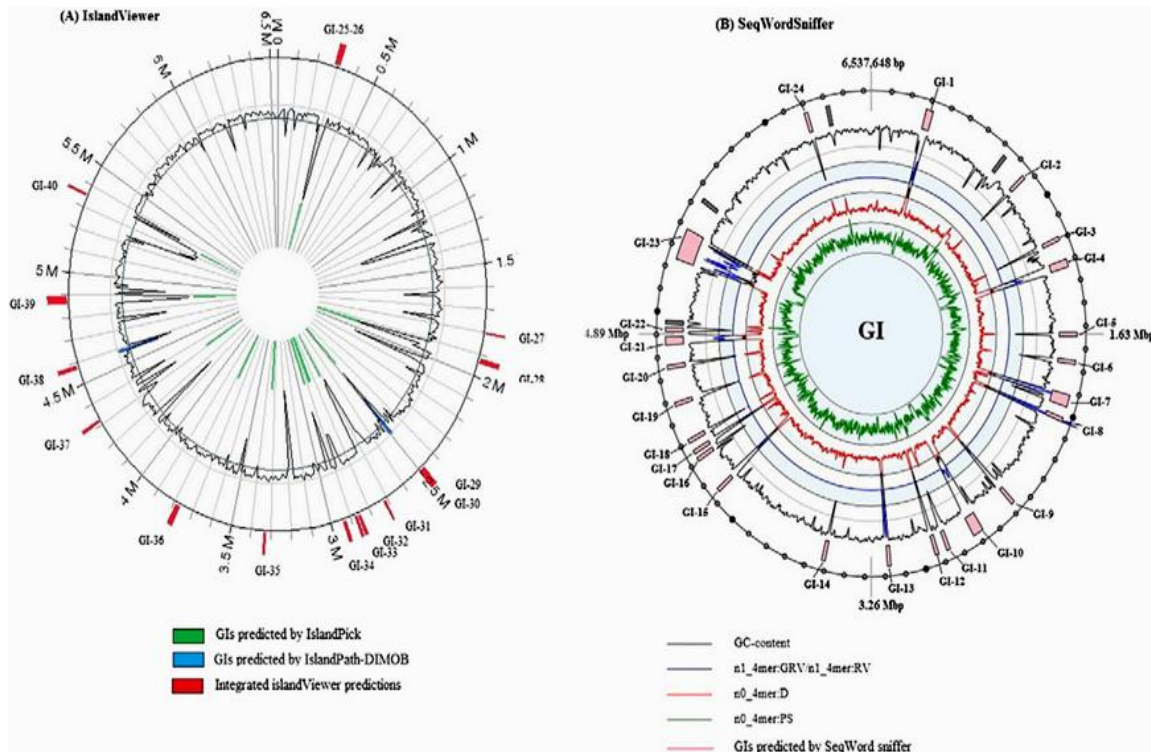 (A) IslandViewer
6.5 M
0 M
GI-25-26
0.5 M
1 M
1.5
GI-27
GI-28
2 M
GI-29
GI-30
2.5 M
GI-31
GI-32
GI-33
GI-34
3 M
GI-35
3.5 M
GI-36
4 M
GI-37
4.5 M
GI-38
GI-39
5 M
GI-40
5.5 M
6 M
GIs predicted by IslandPick
GIs predicted by IslandPath-DIMOB
Integrated islandViewer predictions
(B) SeqWordSniffer
6,537,648 bp
GI-1
GI-2
GI-3
GI-4
GI-5
1.63 Mbp
GI-6
GI-7
GI-8
GI-9
GI-10
GI-11
GI-12
GI-13
3.26 Mbp
GI-14
GI-15
GI-16
GI-17
GI-18
GI-19
GI-20
GI-21
4.89 Mbp
GI-22
GI-23
GI-24
GI
GC-content
n1_4mer:GRV/n1_4mer:RV
n0_4mer:D
n0_4mer:PS
GIs predicted by SeqWord sniffer